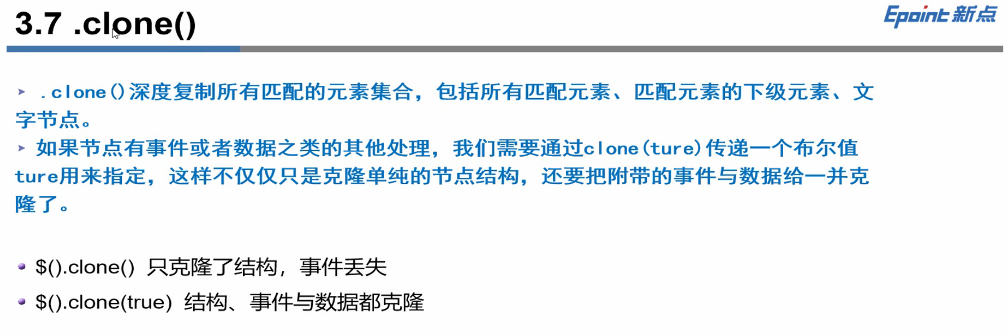 3.7 .clone()
Epoint 新点
.clone()深度复制所有匹配的元素集合，包括所有匹配元素、匹配元素的下级元素、文
字节点。
如果节点有事件或者数据之类的其他处理，我们需要通过clone(ture)传递一个布尔值
ture用来指定，这样不仅仅只是克隆单纯的节点结构，还要把附带的事件与数据给一并克
隆了。
$().clone() 只克隆了结构，事件丢失
$().clone(true) 结构、事件与数据都克隆